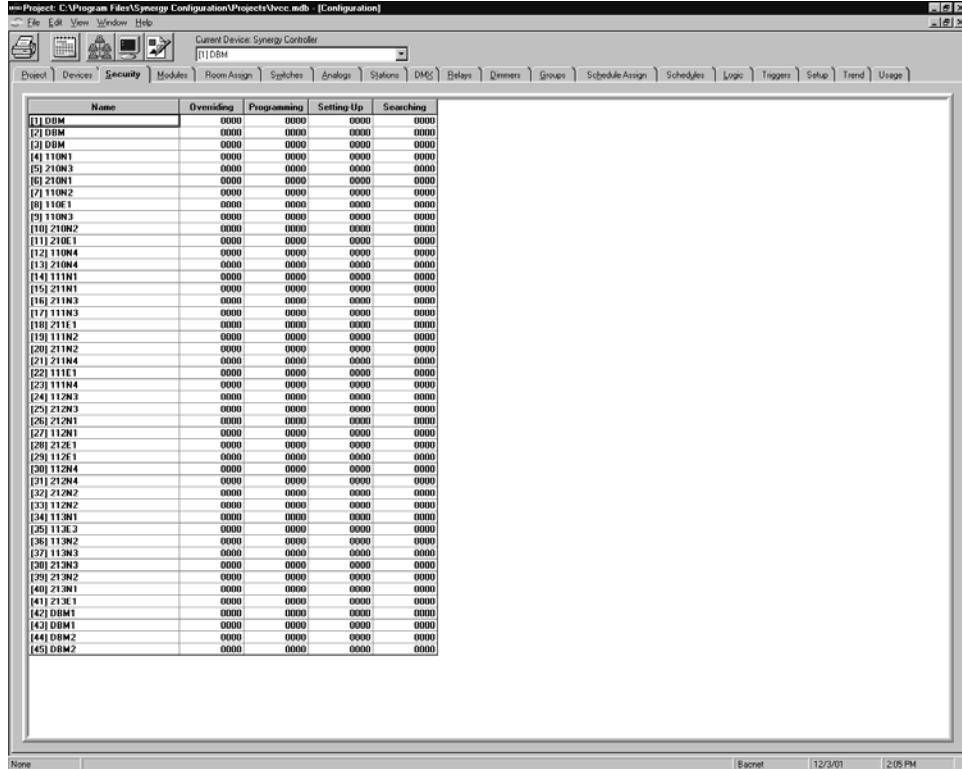 Project: C:\Program Files\Synergy Configuration\Projects\lvcc.mdb - [Configuration]
File Edit View Window Help
Current Device: Synergy Controller
[1] DBM
Project Devices Security Modules Room Assign Switches Analogs Stations DMX Relays Dimmers Groups Schedule Assign Schedules Logic Triggers Setup Trend Usage
Name Overriding Programming Setting-Up Searching
[1] DBM 0000 0000 0000 0000
[2] DBM 0000 0000 0000 0000
[3] DBM 0000 0000 0000 0000
[4] 110N1 0000 0000 0000 0000
[5] 210N3 0000 0000 0000 0000
[6] 210N1 0000 0000 0000 0000
[7] 110N2 0000 0000 0000 0000
[8] 110E1 0000 0000 0000 0000
[9] 110N3 0000 0000 0000 0000
[10] 210N2 0000 0000 0000 0000
[11] 210E1 0000 0000 0000 0000
[12] 110N4 0000 0000 0000 0000
[13] 210N4 0000 0000 0000 0000
[14] 111N1 0000 0000 0000 0000
[15] 211N1 0000 0000 0000 0000
[16] 211N3 0000 0000 0000 0000
[17] 111N3 0000 0000 0000 0000
[18] 211E1 0000 0000 0000 0000
[19] 111N2 0000 0000 0000 0000
[20] 211N2 0000 0000 0000 0000
[21] 211N4 0000 0000 0000 0000
[22] 111E1 0000 0000 0000 0000
[23] 111N4 0000 0000 0000 0000
[24] 112N3 0000 0000 0000 0000
[25] 212N3 0000 0000 0000 0000
[26] 212N1 0000 0000 0000 0000
[27] 112N1 0000 0000 0000 0000
[28] 212E1 0000 0000 0000 0000
[29] 112E1 0000 0000 0000 0000
[30] 112N4 0000 0000 0000 0000
[31] 212N4 0000 0000 0000 0000
[32] 212N2 0000 0000 0000 0000
[33] 112N2 0000 0000 0000 0000
[34] 113N1 0000 0000 0000 0000
[35] 113E3 0000 0000 0000 0000
[36] 113N2 0000 0000 0000 0000
[37] 113N3 0000 0000 0000 0000
[38] 213N3 0000 0000 0000 0000
[39] 213N2 0000 0000 0000 0000
[40] 213N1 0000 0000 0000 0000
[41] 213E1 0000 0000 0000 0000
[42] DBM1 0000 0000 0000 0000
[43] DBM1 0000 0000 0000 0000
[44] DBM2 0000 0000 0000 0000
[45] DBM2 0000 0000 0000 0000
None Bacnet 12/3/01 2:05 PM